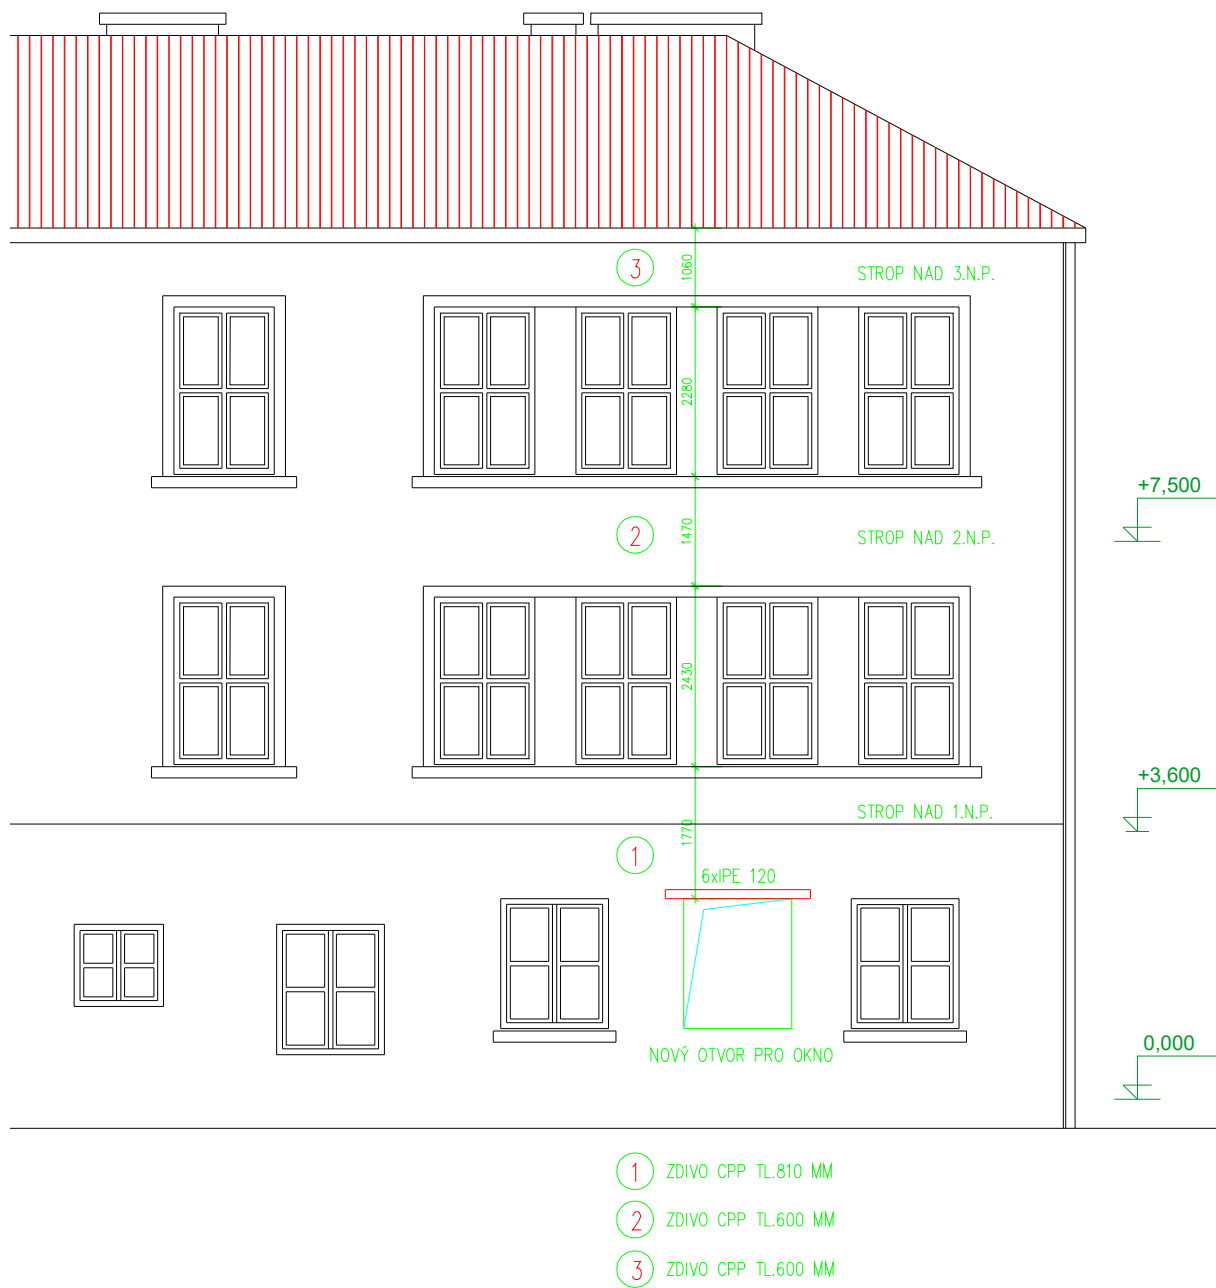 3
1060
STROP NAD 3.N.P.
2280
+7,500
2
1470
STROP NAD 2.N.P.
2430
+3,600
STROP NAD 1.N.P.
1770
1
6xIPE 120
0,000
NOVÝ OTVOR PRO OKNO
1 ZDIVO CPP TL.810 MM
2 ZDIVO CPP TL.600 MM
3 ZDIVO CPP TL.600 MM